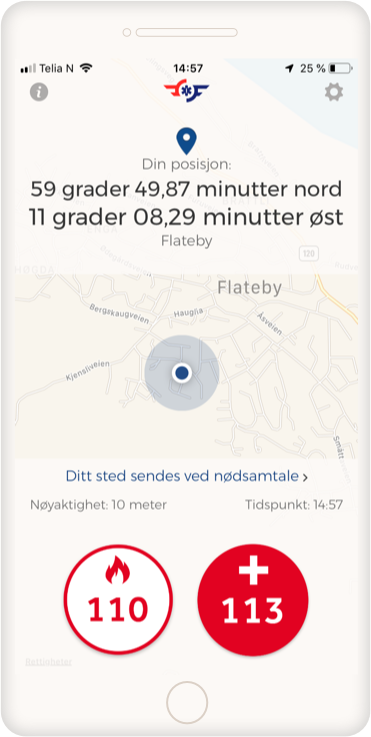 Telia N 14:57 25 %
Din posisjon:
59 grader 49,87 minutter nord
11 grader 08,29 minutter øst
Flateby
120
Flateby
Bergskaugveien
Haugliа
Åsveien
Kjensliveien
Smått
Ditt sted sendes ved nødsamtale >
Nøyaktighet: 10 meter Tidspunkt: 14:57
110 113
Rettigheter